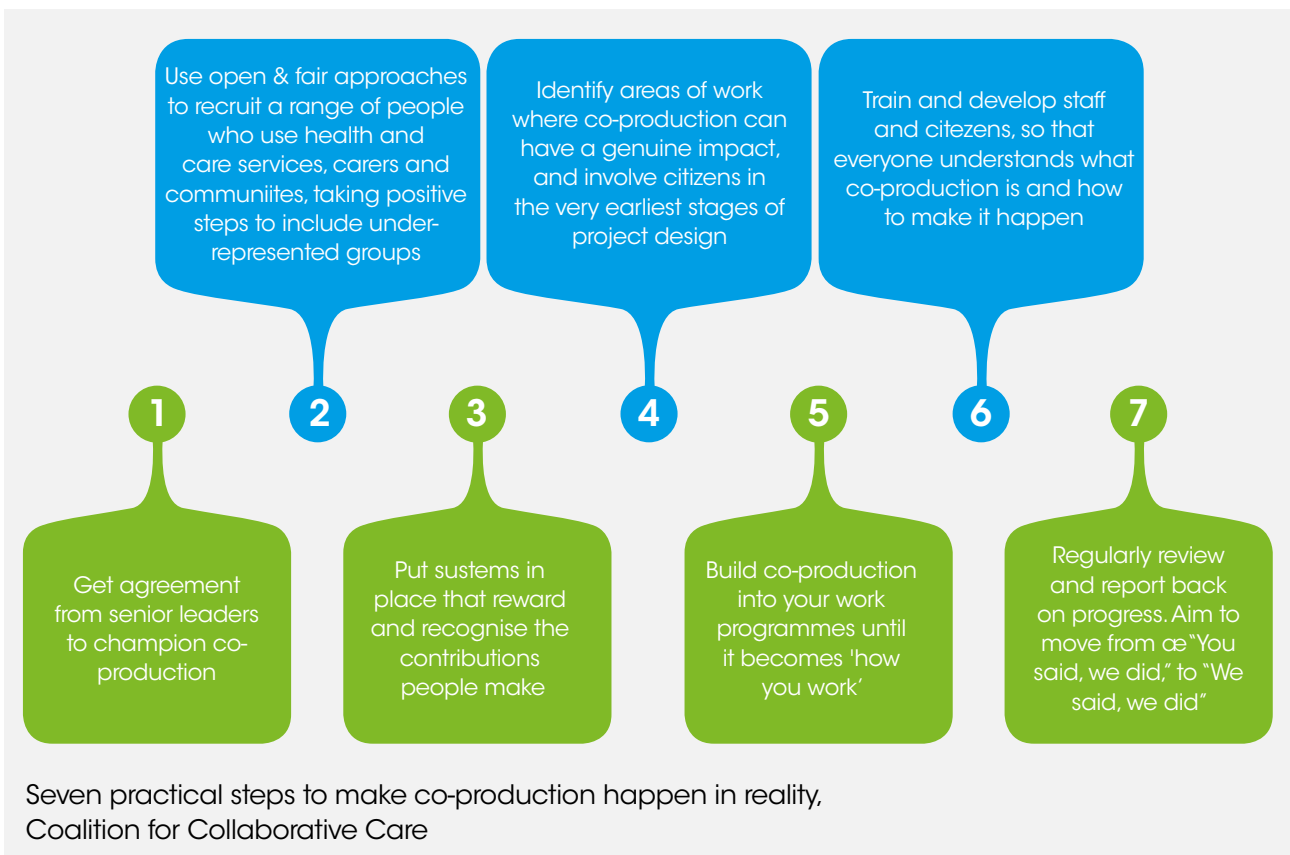 1
Get agreement
from senior leaders
to champion co-
production
2
Use open & fair approaches
to recruit a range of people
who use health and
care services, carers and
communiites, taking positive
steps to include under-
represented groups
3
Put sustems in
place that reward
and recognise the
contributions
people make
4
Identify areas of work
where co-production can
have a genuine impact,
and involve citizens in
the very earliest stages of
project design
5
Build co-production
into your work
programmes until
it becomes 'how
you work’
6
Train and develop staff
and citezens, so that
everyone understands what
co-production is and how
to make it happen
7
Regularly review
and report back
on progress. Aim to
move from æ “You
said, we did,” to “We
said, we did”
Seven practical steps to make co-production happen in reality,
Coalition for Collaborative Care